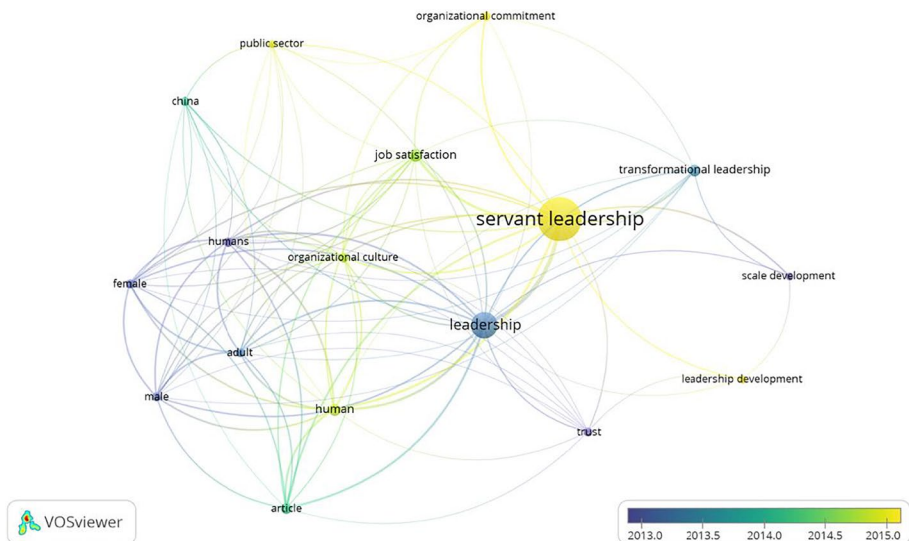 organizational commitment
public sector
china
job satisfaction
transformational leadership
servant leadership
humans
organizational culture
scale development
female
leadership
adult
leadership development
male
human
trust
article
VOSviewer
2013.0 2013.5 2014.0 2014.5 2015.0